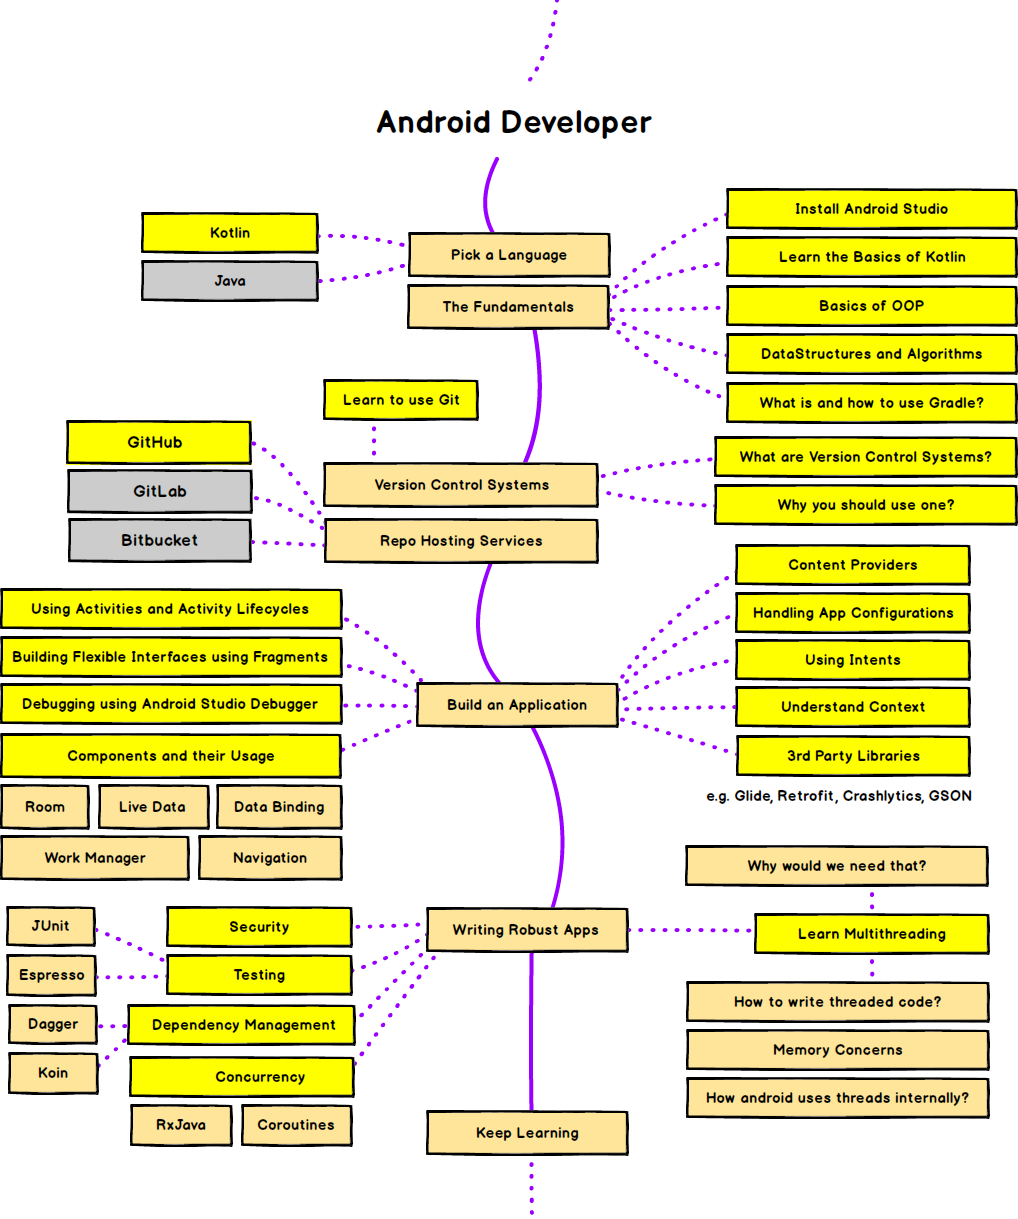 Android Developer
Kotlin
Java
Pick a Language
The Fundamentals
Install Android Studio
Learn the Basics of Kotlin
Basics of OOP
DataStructures and Algorithms
What is and how to use Gradle?
Learn to use Git
GitHub
GitLab
Bitbucket
Version Control Systems
Repo Hosting Services
What are Version Control Systems?
Why you should use one?
Using Activities and Activity Lifecycles
Building Flexible Interfaces using Fragments
Debugging using Android Studio Debugger
Components and their Usage
Room
Live Data
Data Binding
Work Manager
Navigation
Build an Application
Content Providers
Handling App Configurations
Using Intents
Understand Context
3rd Party Libraries
e.g. Glide, Retrofit, Crashlytics, GSON
JUnit
Espresso
Dagger
Koin
Security
Testing
Dependency Management
Concurrency
RxJava
Coroutines
Writing Robust Apps
Why would we need that?
Learn Multithreading
How to write threaded code?
Memory Concerns
How android uses threads internally?
Keep Learning